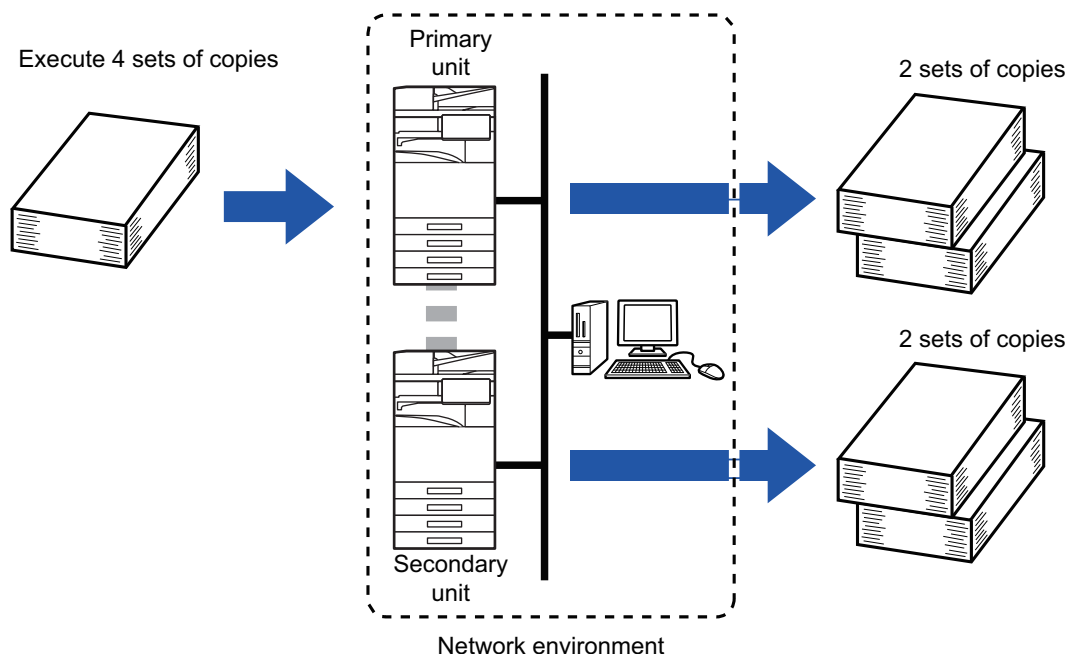 Execute 4 sets of copies
Primary
unit
2 sets of copies
2 sets of copies
Secondary
unit
Network environment